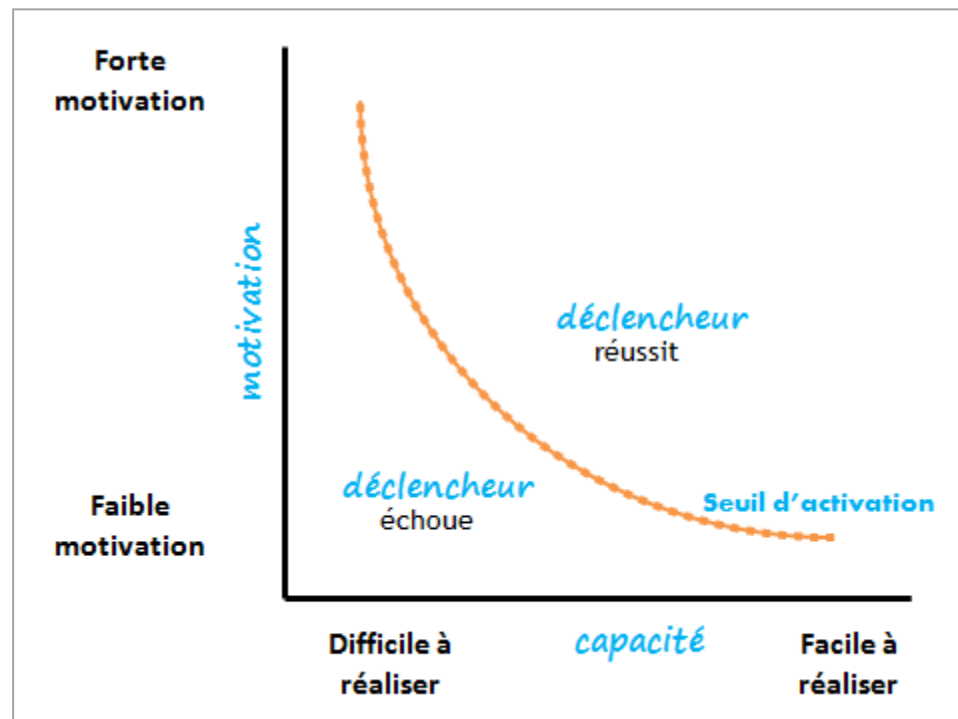 Forte
motivation
motivation
déclencheur
réussit
déclencheur
échoue
Seuil d'activation
Faible
motivation
Difficile à
réaliser
capacité
Facile à
réaliser